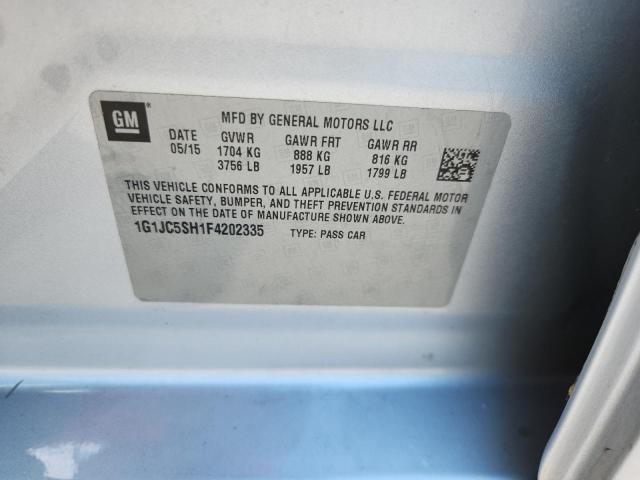 GM
MFD BY GENERAL MOTORS LLC
DATE GVWR GAWR FRT GAWR RR
05/15 1704 KG 888 KG 816 KG
3756 LB 1957 LB 1799 LB
THIS VEHICLE CONFORMS TO ALL APPLICABLE U.S. FEDERAL MOTOR
VEHICLE SAFETY, BUMPER, AND THEFT PREVENTION STANDARDS IN
EFFECT ON THE DATE OF MANUFACTURE SHOWN ABOVE.
1G1JC5SH1F4202335 TYPE: PASS CAR